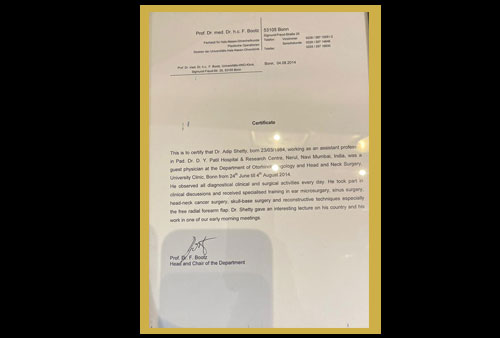 Prof. Dr. med. Dr. h.c. F. Bootz
53105 Bonn
Sigmund-Freud-Straße 25
Bonn, 04.08.2014
Certificate
This is to certify that Dr. Adip Shetty, born 23/03/1984, working as an assistant
in Pad. Dr. D. Y. Patil Hospital & Research Centre, Nerul, Navi Mumbai, India, was a
guest physician at the Department of and Head and Neck Surgery,
University Clinic, Bonn from 24th June till 4th August 2014.
He observed all diagnostical clinical and surgical activities every day. He took part in
clinical discussions and received specialised training in ear microsurgery, sinus surgery,
head-neck cancer surgery, skull-base surgery and reconstructive techniques especially
the free radial forearm flap. Dr. Shetty gave an interesting lecture on his country and his
work in one of our early morning meetings.
Prof. Dr. F. Bootz
Head and Chair of the Department